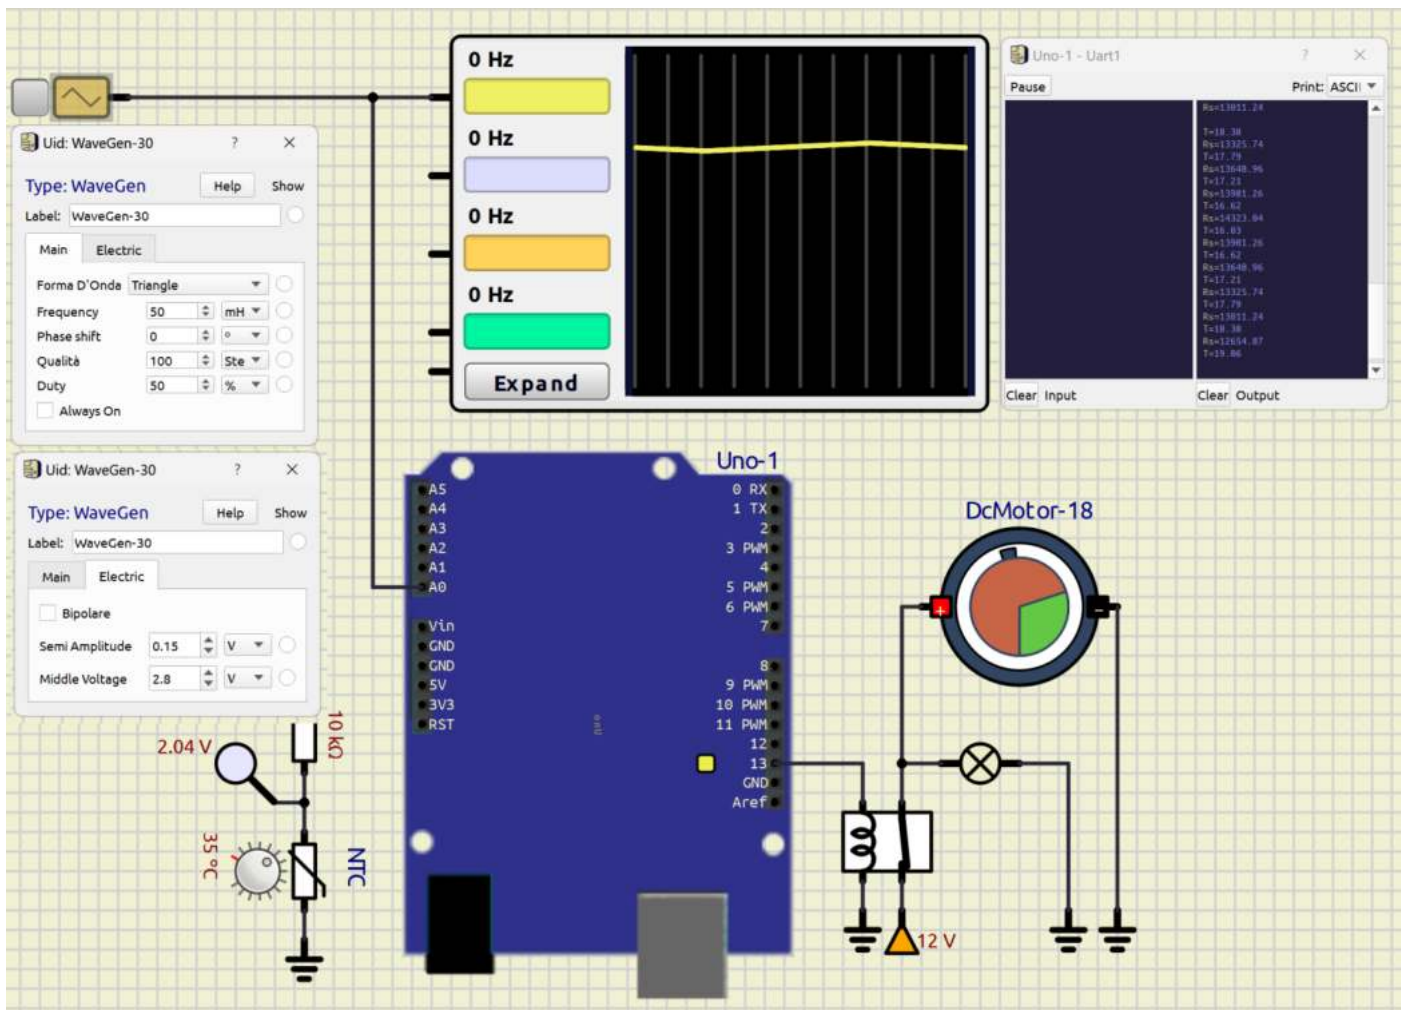 0 Hz
0 Hz
0 Hz
0 Hz
Expand
Uno-1 - Uart1
?
Pause
Print: ASCII
Rs=13011.24
T=18.38
Rs=13325.74
T=17.79
Rs=13648.96
T=17.21
Rs=13981.26
T=16.62
Rs=14323.04
T=16.03
Rs=13981.26
T=16.62
Rs=13648.96
T=17.21
Rs=13325.74
T=17.79
Rs=13011.24
T=18.38
Rs=12654.87
T=19.06
Clear Input
Clear Output
Uid: WaveGen-30 ?
Type: WaveGen Help Show
Label: WaveGen-30
Main Electric
Forma D'Onda Triangle
Frequency 50 mH
Phase shift 0 °
Qualità 100 Ste
Duty 50 %
Always On
Uid: WaveGen-30 ?
Type: WaveGen Help Show
Label: WaveGen-30
Main Electric
Bipolare
Semi Amplitude 0.15 V
Middle Voltage 2.8 V
2.04 V
10 kΩ
35 °C
NTC
Uno-1
A5
A4
A3
A2
A1
A0
Vin
GND
GND
5V
3V3
RST
0 RX
1 TX
2
3 PWM
4
5 PWM
6 PWM
7
8
9 PWM
10 PWM
11 PWM
12
13
GND
Aref
Uno
DcMotor-18
+
-
12 V